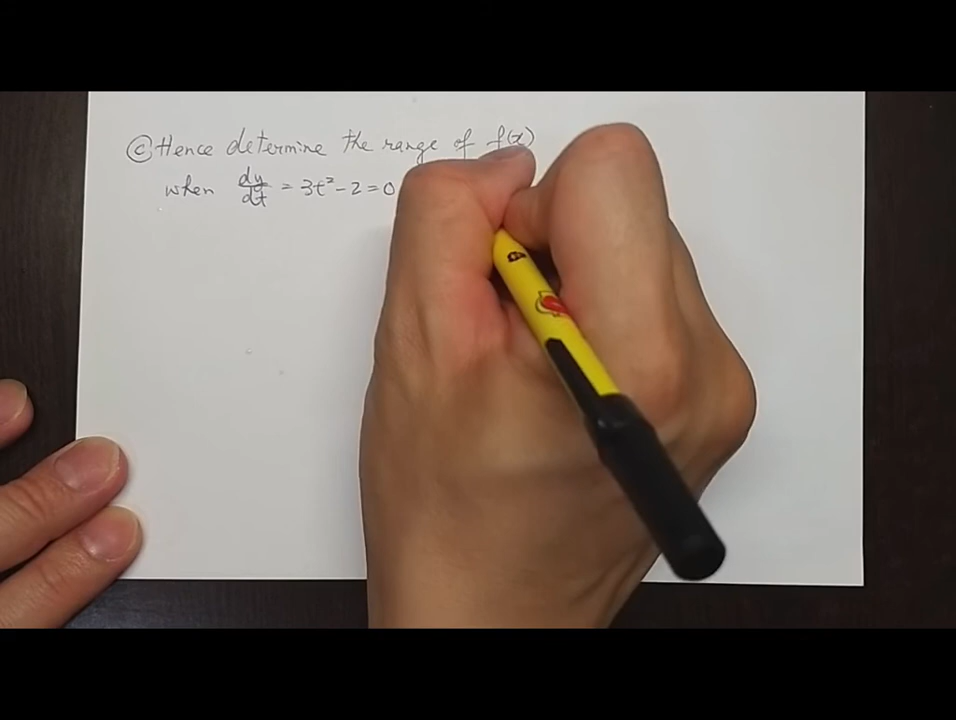 ⓒ Hence determine the range of f(x)
when dy/dt = 3t² - 2 = 0